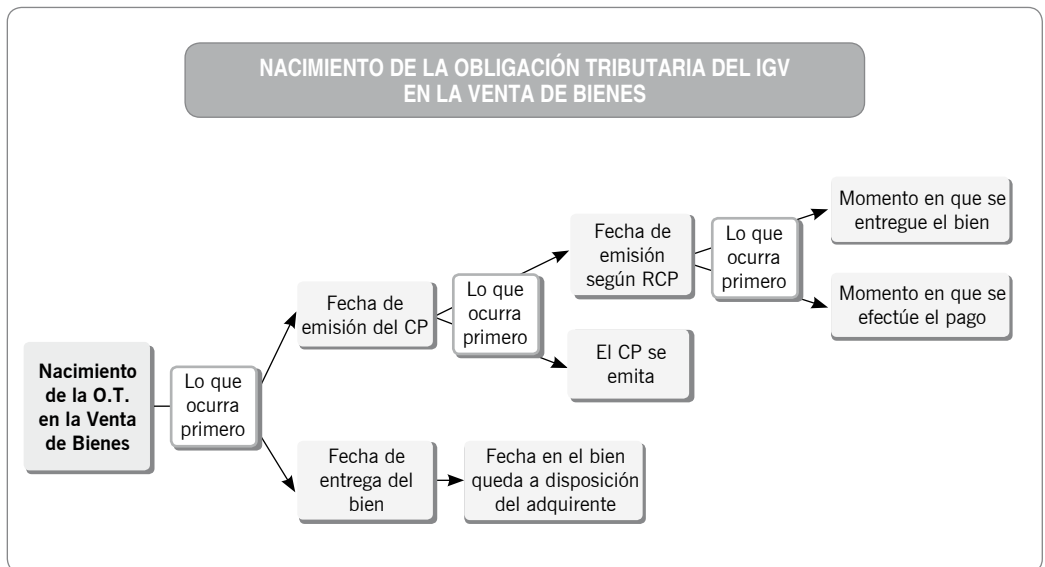 NACIMIENTO DE LA OBLIGACIÓN TRIBUTARIA DEL IGV
EN LA VENTA DE BIENES
Nacimiento
de la O.T.
en la Venta
de Bienes
Lo que
ocurra
primero
Fecha de
emisión del CP
Lo que
ocurra
primero
Fecha de
emisión
según RCP
Lo que
ocurra
primero
Momento en que se
entregue el bien
Momento en que se
efectúe el pago
El CP se
emita
Fecha de
entrega del
bien
Fecha en el bien
queda a disposición
del adquirente